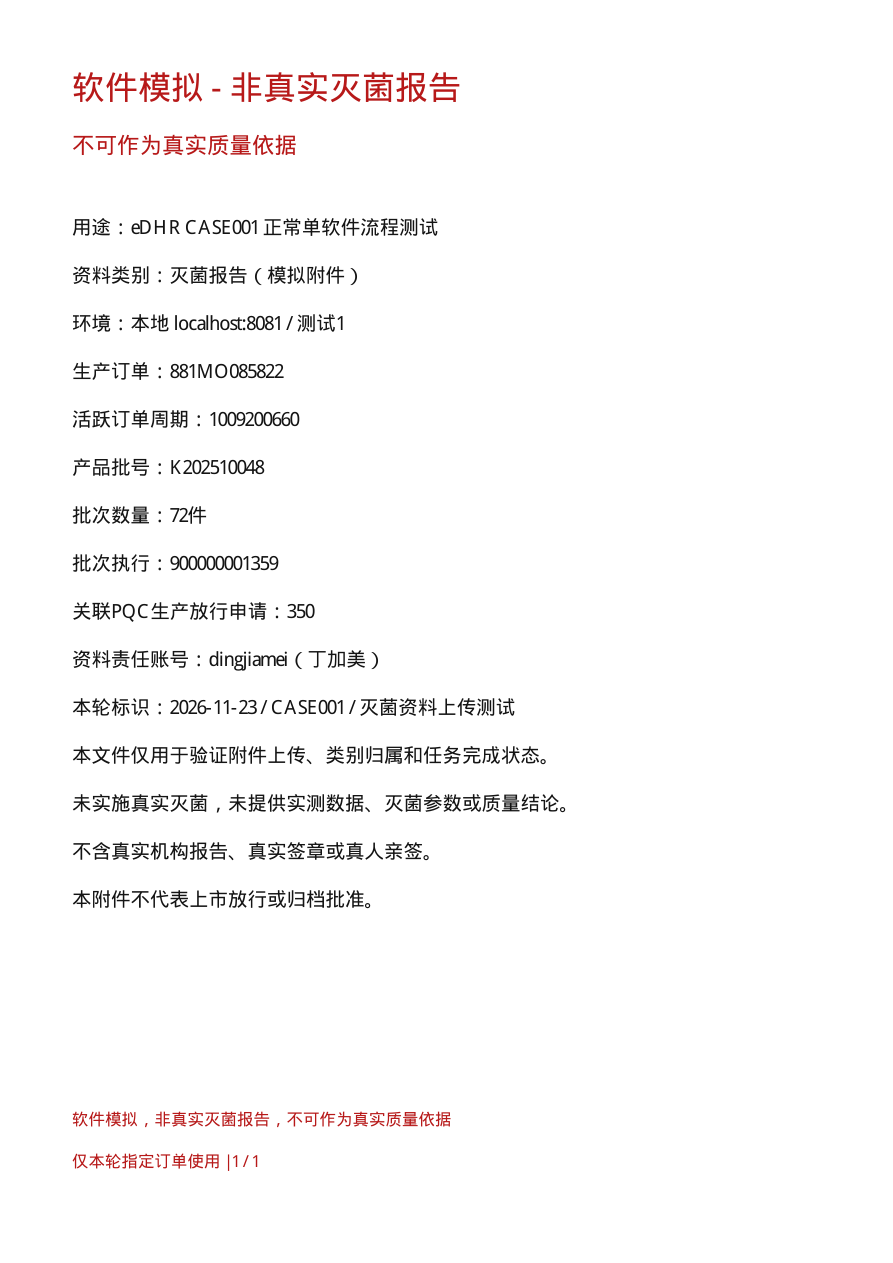 软件模拟 - 非真实灭菌报告
不可作为真实质量依据
用途：eDHR CASE001 正常单软件流程测试
资料类别：灭菌报告（模拟附件）
环境：本地 localhost:8081 / 测试1
生产订单：881MO085822
活跃订单周期：1009200660
产品批号：K202510048
批次数量：72件
批次执行：900000001359
关联PQC生产放行申请：350
资料责任账号：dingjiamei（丁加美）
本轮标识：2026-11-23 / CASE001 / 灭菌资料上传测试
本文件仅用于验证附件上传、类别归属和任务完成状态。
未实施真实灭菌，未提供实测数据、灭菌参数或质量结论。
不含真实机构报告、真实签章或真人亲签。
本附件不代表上市放行或归档批准。
软件模拟，非真实灭菌报告，不可作为真实质量依据
仅本轮指定订单使用 | 1 / 1